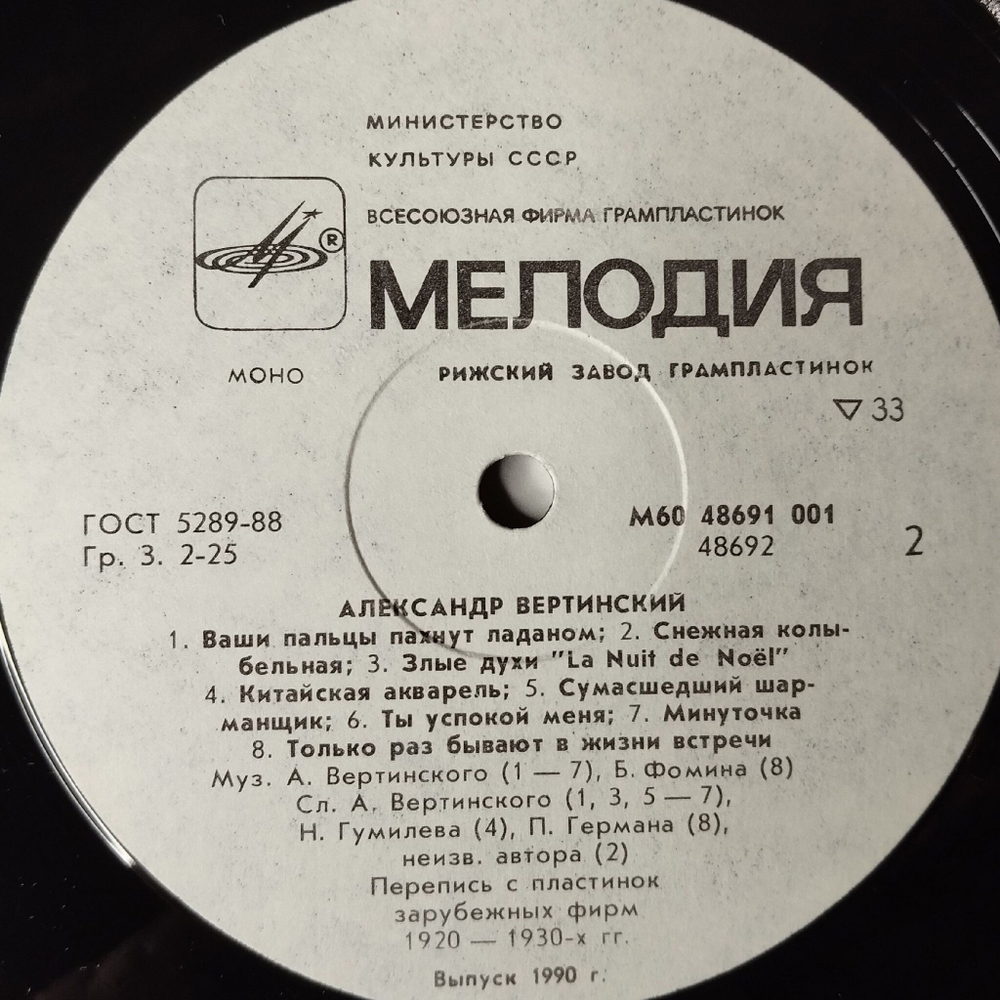 МИНИСТЕРСТВО
КУЛЬТУРЫ СССР
ВСЕСОЮЗНАЯ ФИРМА ГРАМПЛАСТИНОК
®
МЕЛОДИЯ
МОНО
РИЖСКИЙ ЗАВОД ГРАМПЛАСТИНОК
▽ 33
ГОСТ 5289-88
Гр. 3. 2-25
М60 48691 001
48692
2
АЛЕКСАНДР ВЕРТИНСКИЙ
1. Ваши пальцы пахнут ладаном; 2. Снежная колы-
бельная; 3. Злые духи "La Nuit de Noël"
4. Китайская акварель; 5. Сумасшедший шар-
манщик; 6. Ты успокой меня; 7. Минуточка
8. Только раз бывают в жизни встречи
Муз. А. Вертинского (1 — 7), Б. Фомина (8)
Сл. А. Вертинского (1, 3, 5 — 7),
Н. Гумилева (4), П. Германа (8),
неизв. автора (2)
Перепись с пластинок
зарубежных фирм
1920 — 1930-х гг.
Выпуск 1990 г.